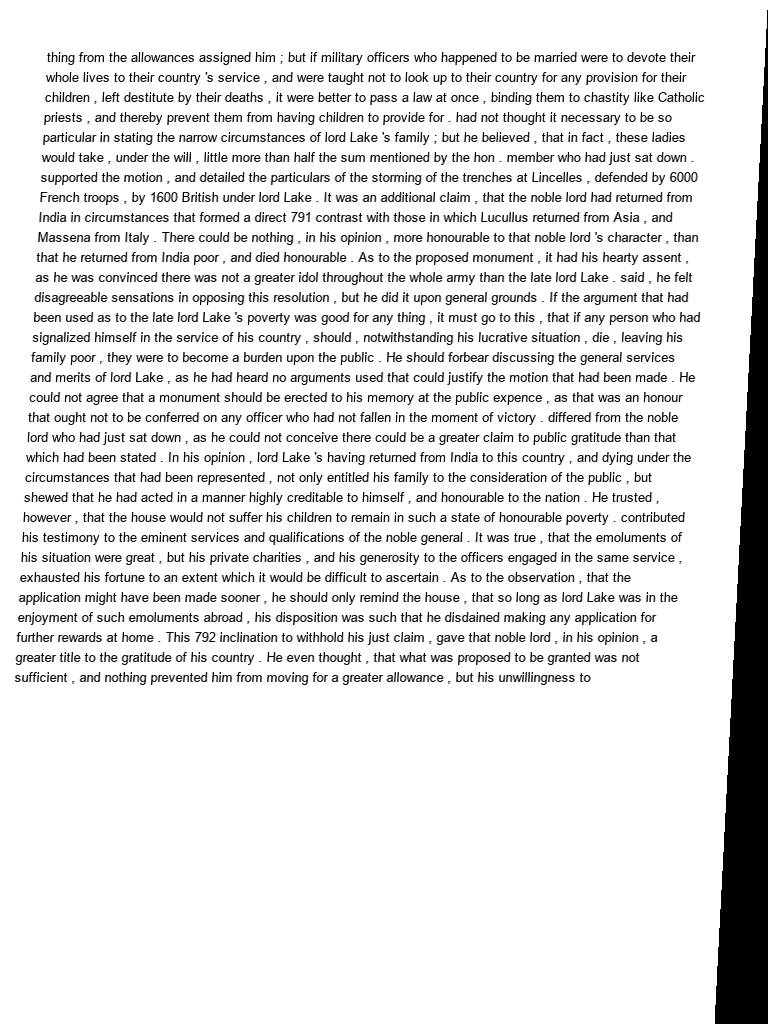 thing from the allowances assigned him ; but if military officers who happened to be married were to devote their
whole lives to their country 's service , and were taught not to look up to their country for any provision for their
children , left destitute by their deaths , it were better to pass a law at once , binding them to chastity like Catholic
priests , and thereby prevent them from having children to provide for . had not thought it necessary to be so
particular in stating the narrow circumstances of lord Lake 's family ; but he believed , that in fact , these ladies
would take , under the will , little more than half the sum mentioned by the hon . member who had just sat down .
supported the motion , and detailed the particulars of the storming of the trenches at Lincelles , defended by 6000
French troops , by 1600 British under lord Lake . It was an additional claim , that the noble lord had returned from
India in circumstances that formed a direct 791 contrast with those in which Lucullus returned from Asia , and
Massena from Italy . There could be nothing , in his opinion , more honourable to that noble lord 's character , than
that he returned from India poor , and died honourable . As to the proposed monument , it had his hearty assent ,
as he was convinced there was not a greater idol throughout the whole army than the late lord Lake . said , he felt
disagreeable sensations in opposing this resolution , but he did it upon general grounds . If the argument that had
been used as to the late lord Lake 's poverty was good for any thing , it must go to this , that if any person who had
signalized himself in the service of his country , should , notwithstanding his lucrative situation , die , leaving his
family poor , they were to become a burden upon the public . He should forbear discussing the general services
and merits of lord Lake , as he had heard no arguments used that could justify the motion that had been made . He
could not agree that a monument should be erected to his memory at the public expence , as that was an honour
that ought not to be conferred on any officer who had not fallen in the moment of victory . differed from the noble
lord who had just sat down , as he could not conceive there could be a greater claim to public gratitude than that
which had been stated . In his opinion , lord Lake 's having returned from India to this country , and dying under the
circumstances that had been represented , not only entitled his family to the consideration of the public , but
shewed that he had acted in a manner highly creditable to himself , and honourable to the nation . He trusted ,
however , that the house would not suffer his children to remain in such a state of honourable poverty . contributed
his testimony to the eminent services and qualifications of the noble general . It was true , that the emoluments of
his situation were great , but his private charities , and his generosity to the officers engaged in the same service ,
exhausted his fortune to an extent which it would be difficult to ascertain . As to the observation , that the
application might have been made sooner , he should only remind the house , that so long as lord Lake was in the
enjoyment of such emoluments abroad , his disposition was such that he disdained making any application for
further rewards at home . This 792 inclination to withhold his just claim , gave that noble lord , in his opinion , a
greater title to the gratitude of his country . He even thought , that what was proposed to be granted was not
sufficient , and nothing prevented him from moving for a greater allowance , but his unwillingness to